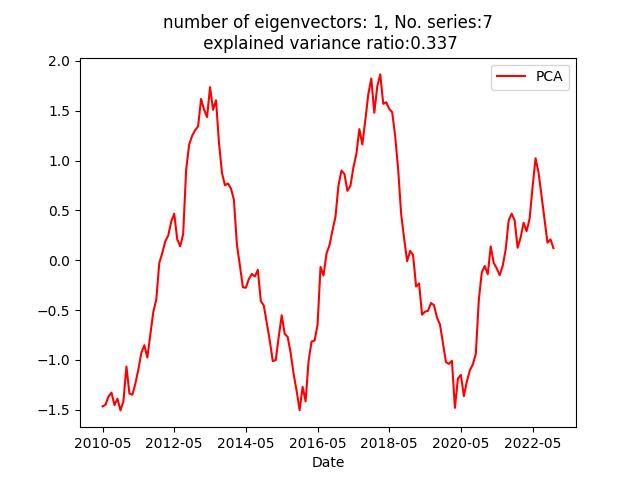 number of eigenvectors: 1, No. series:7
explained variance ratio:0.337
PCA
2.0
1.5
1.0
0.5
0.0
−0.5
−1.0
−1.5
2010-05 2012-05 2014-05 2016-05 2018-05 2020-05 2022-05
Date